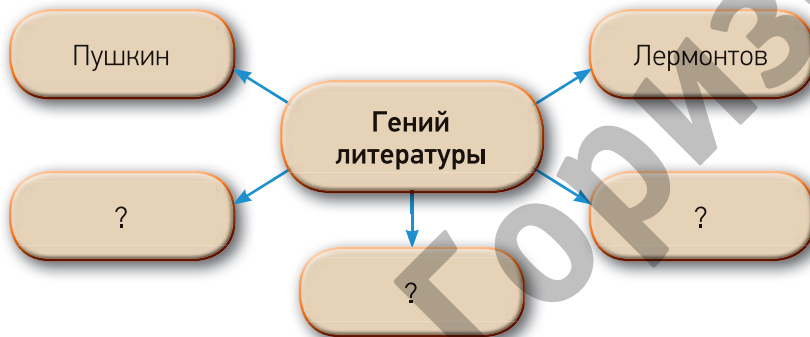 Пушкин
Лермонтов
Гений
литературы
?
?
?
Гориз